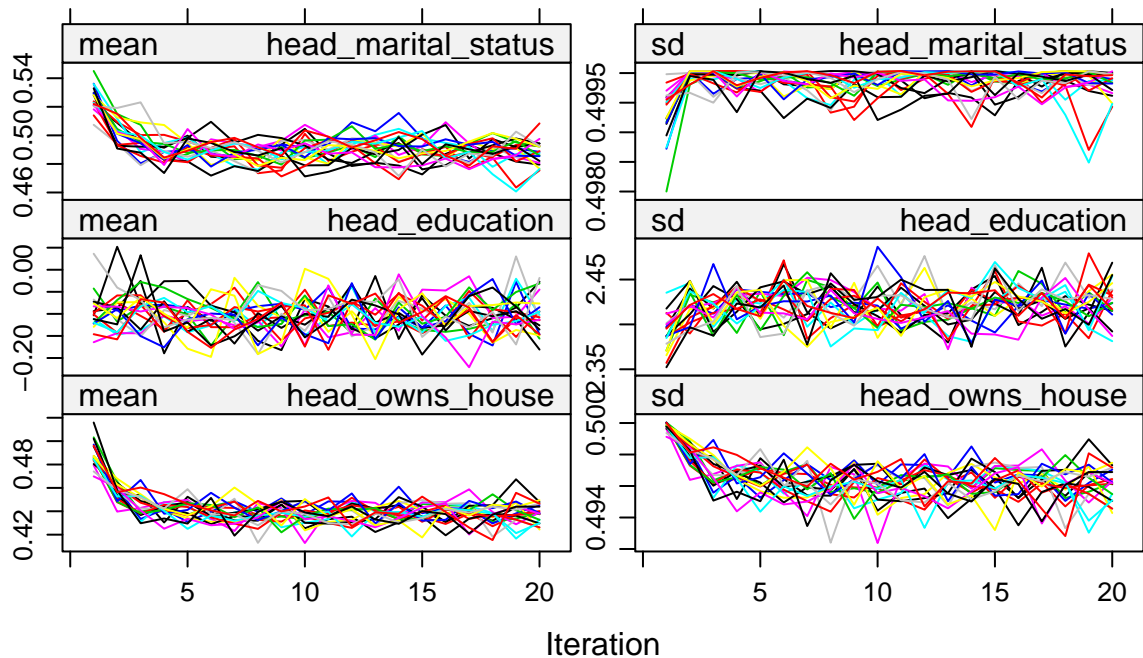 mean head_marital_status
sd head_marital_status
0.46 0.50 0.54
0.4980 0.4995
mean head_education
sd head_education
−0.20 0.00
2.35 2.45
mean head_owns_house
sd head_owns_house
0.42 0.48
0.494 0.500
5 10 15 20
5 10 15 20
Iteration